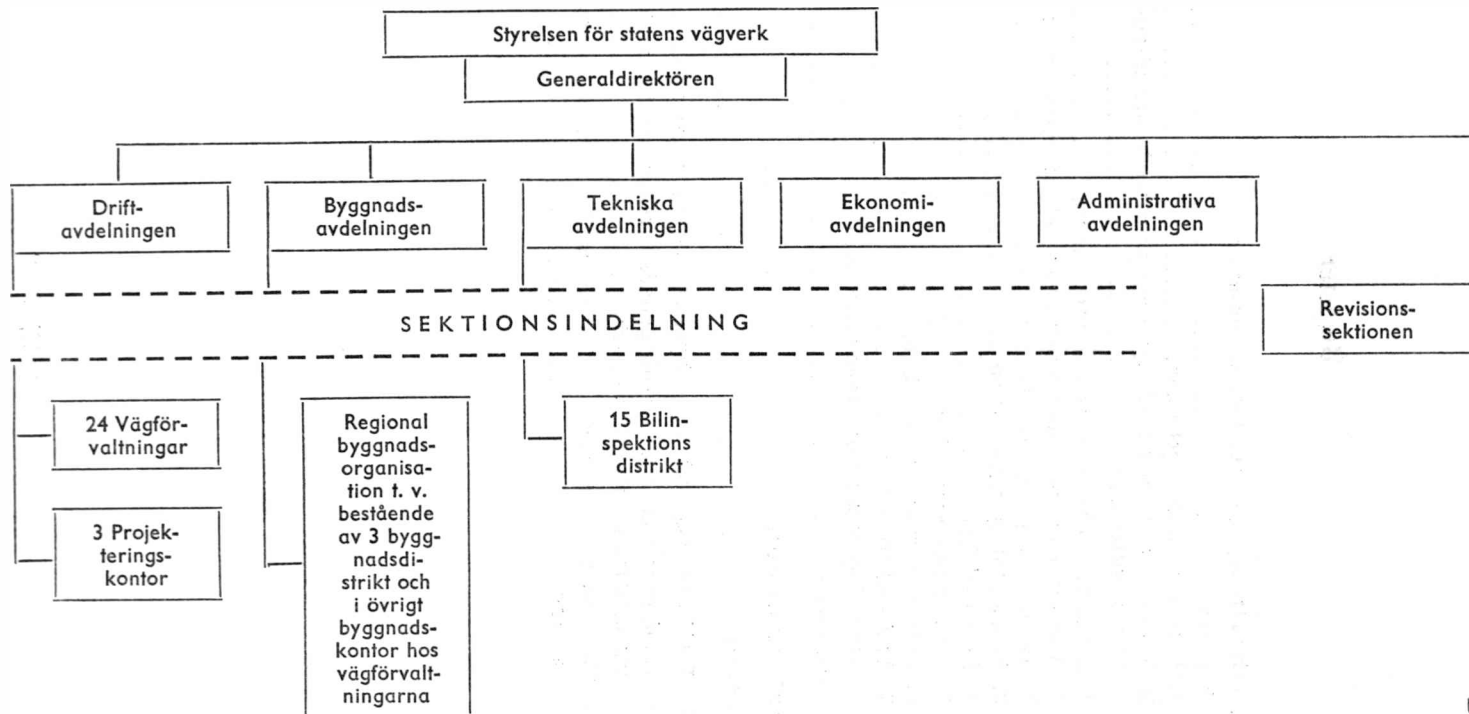 Styrelsen för statens vägverk
Generaldirektören
Drift-
avdelningen
Byggnads-
avdelningen
Tekniska
avdelningen
Ekonomi-
avdelningen
Administrativa
avdelningen
SEKTIONSINDELNING
Revisions-
sektionen
24 Vägför-
valtningar
3 Projek-
terings-
kontor
Regional
byggnads-
organisa-
tion t. v.
bestående
av 3 bygg-
nadsdi-
strikt och
i övrigt
byggnads-
kontor hos
vägförvalt-
ningarna
15 Bilin-
spektions
distrikt